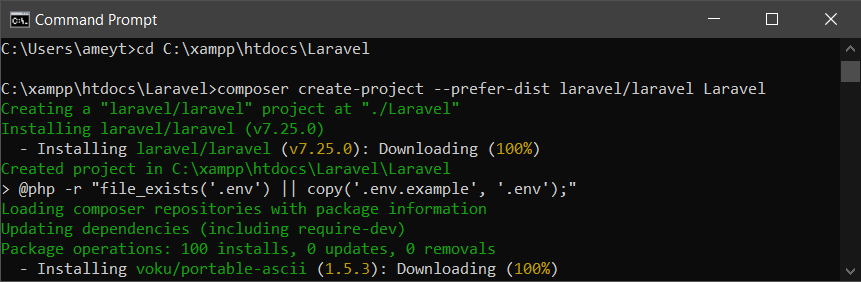 Command Prompt
C:\Users\ameyt>cd C:\xampp\htdocs\Laravel
C:\xampp\htdocs\Laravel>composer create-project --prefer-dist laravel/laravel Laravel
Creating a "laravel/laravel" project at "./Laravel"
Installing laravel/laravel (v7.25.0)
  - Installing laravel/laravel (v7.25.0): Downloading (100%)
Created project in C:\xampp\htdocs\Laravel\Laravel
> @php -r "file_exists('.env') || copy('.env.example', '.env');"
Loading composer repositories with package information
Updating dependencies (including require-dev)
Package operations: 100 installs, 0 updates, 0 removals
  - Installing voku/portable-ascii (1.5.3): Downloading (100%)